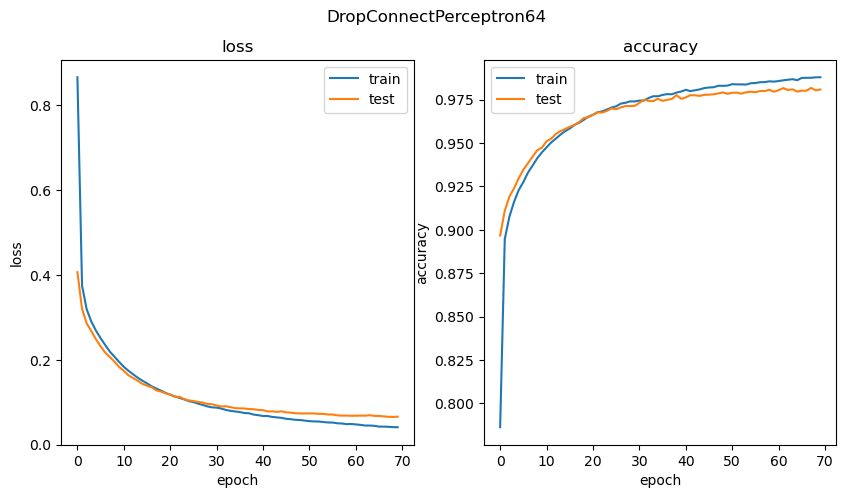 DropConnectPerceptron64
loss
train
test
0.8
0.6
0.4
0.2
0.0
loss
0 10 20 30 40 50 60 70
epoch
accuracy
train
test
0.975
0.950
0.925
0.900
0.875
0.850
0.825
0.800
accuracy
0 10 20 30 40 50 60 70
epoch